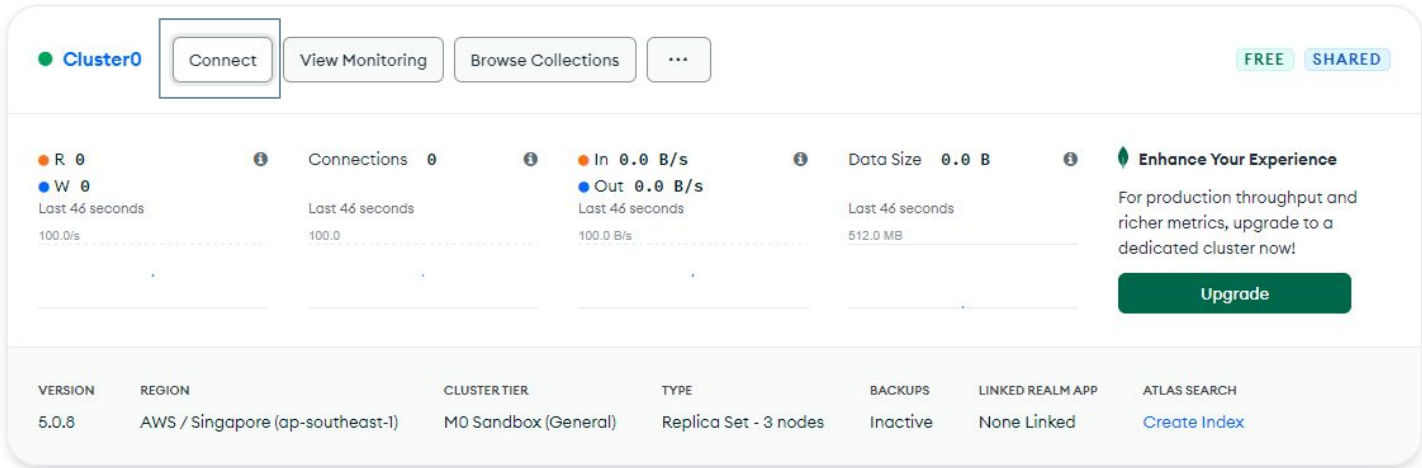 Cluster0 Connect View Monitoring Browse Collections ... FREE SHARED
R 0
W 0
Last 46 seconds
100.0/s
Connections 0
Last 46 seconds
100.0
In 0.0 B/s
Out 0.0 B/s
Last 46 seconds
100.0 B/s
Data Size 0.0 B
Last 46 seconds
512.0 MB
Enhance Your Experience
For production throughput and
richer metrics, upgrade to a
dedicated cluster now!
Upgrade
VERSION
5.0.8
REGION
AWS / Singapore (ap-southeast-1)
CLUSTER TIER
M0 Sandbox (General)
TYPE
Replica Set - 3 nodes
BACKUPS
Inactive
LINKED REALM APP
None Linked
ATLAS SEARCH
Create Index